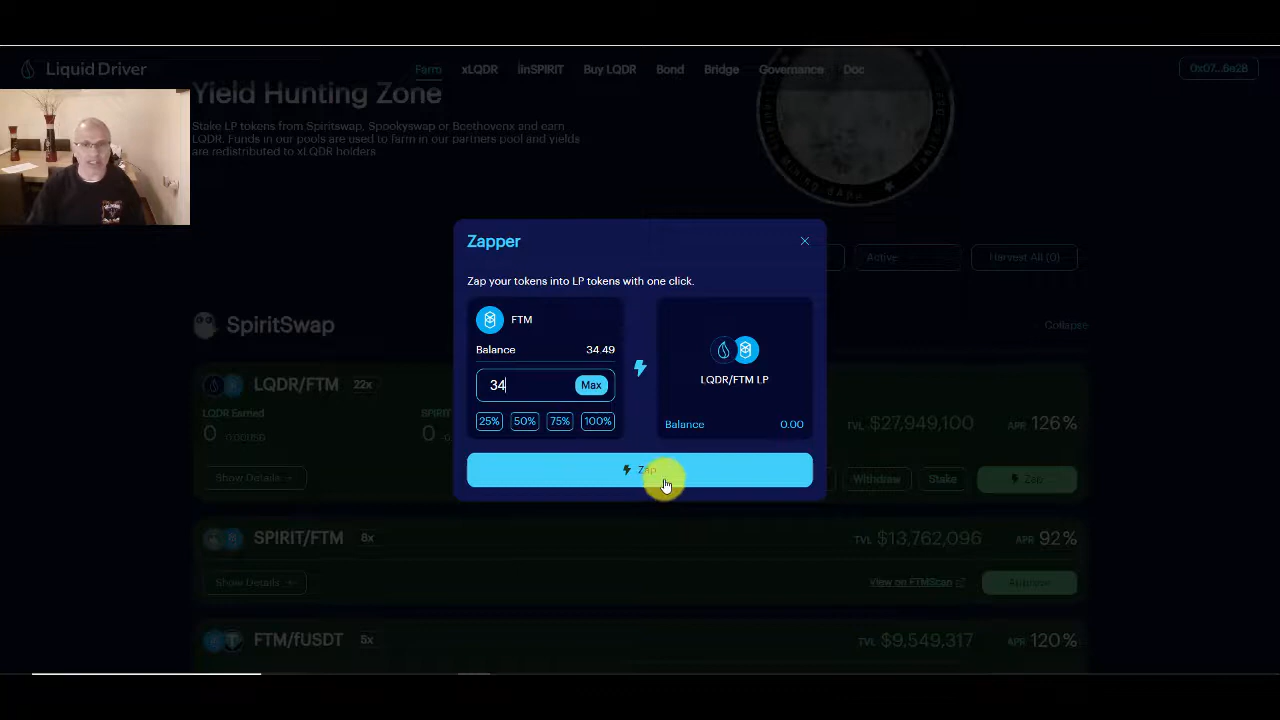 Liquid Driver
Farm xLQDR linSPIRIT Buy LQDR Bond Bridge Governance Doc 0x07...6e2B
Yield Hunting Zone
Stake LP tokens from Spiritswap, Spookyswap or Beethovenx and earn
LQDR. Funds in our pools are used to farm in our partners pool and yields
are redistributed to xLQDR holders
Active Harvest All (0)
Zapper
Zap your tokens into LP tokens with one click.
FTM
Balance 34.49
34 Max
25% 50% 75% 100%
LQDR/FTM LP
Balance 0.00
Zap
SpiritSwap Collapse
LQDR/FTM 22x
LQDR Earned
0 0.00USD
SPIRIT
0
TVL $27,949,100 APR 126%
Show Details Withdraw Stake Zap
SPIRIT/FTM 8x TVL $13,762,096 APR 92%
Show Details View on FTMScan Approve
FTM/fUSDT 5x TVL $9,549,317 APR 120%